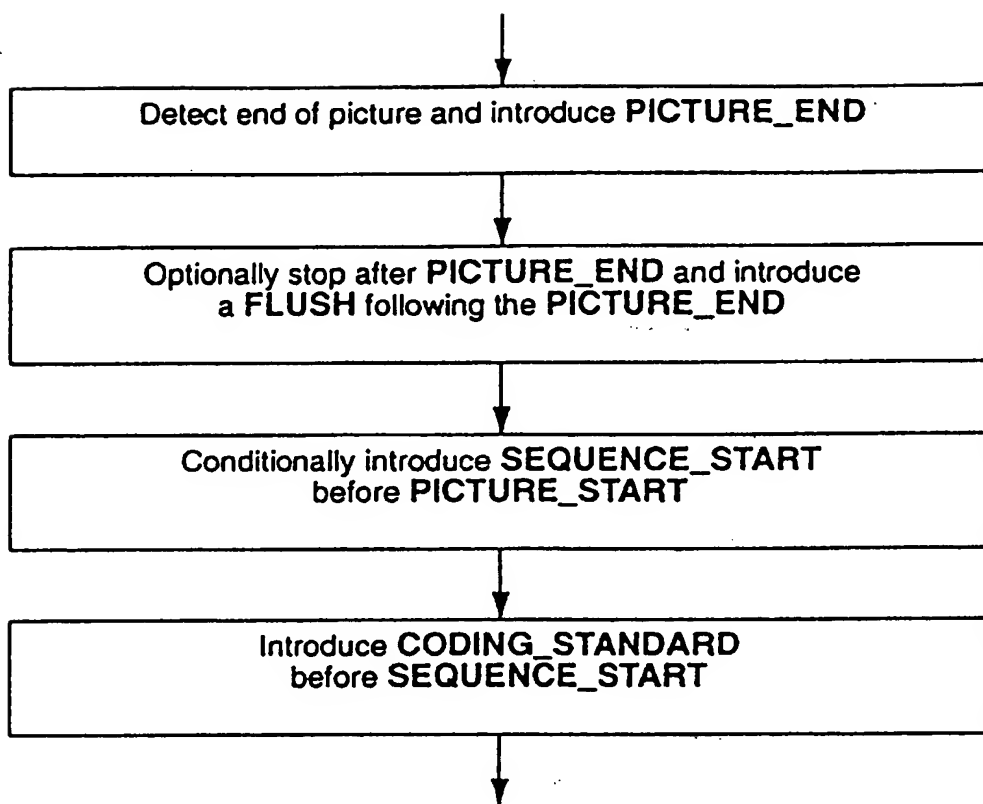 Detect end of picture and introduce PICTURE_END
Optionally stop after PICTURE_END and introduce
a FLUSH following the PICTURE_END
Conditionally introduce SEQUENCE_START
before PICTURE_START
Introduce CODING_STANDARD
before SEQUENCE_START